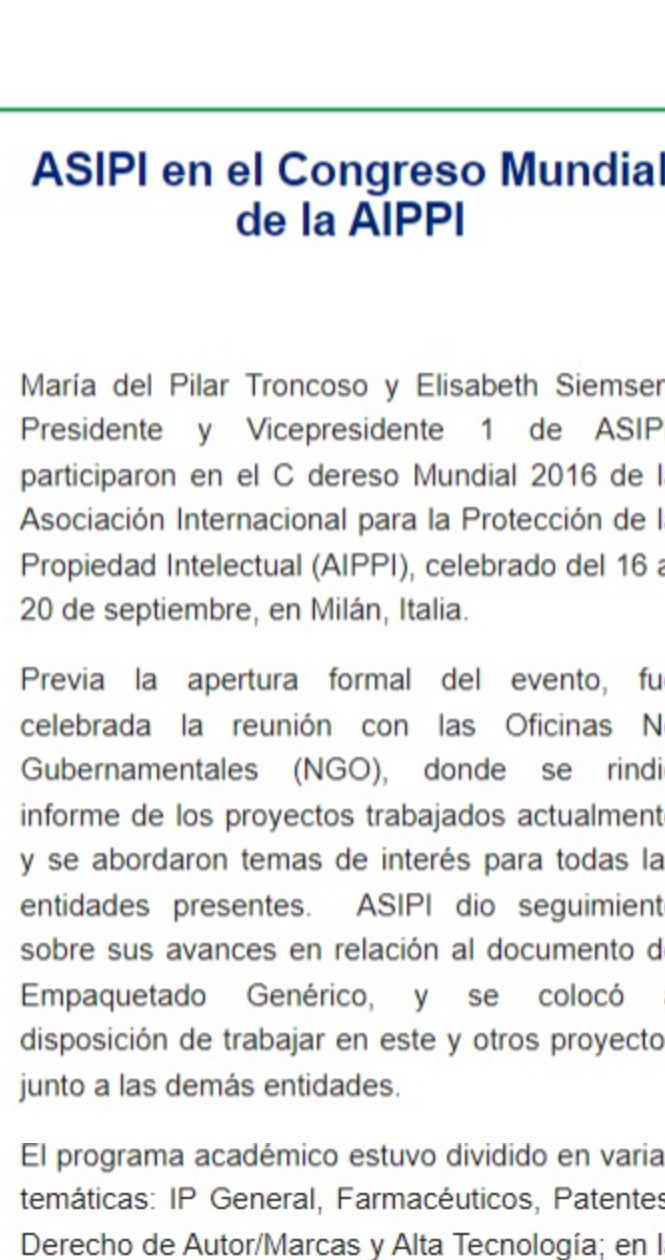 ASIPI en el Congreso Mundial
de la AIPPI
María del Pilar Troncoso y Elisabeth Siemsen
Presidente y Vicepresidente 1 de ASIPI
participaron en el C dereso Mundial 2016 de la
Asociación Internacional para la Protección de la
Propiedad Intelectual (AIPPI), celebrado del 16 a
20 de septiembre, en Milán, Italia.
Previa la apertura formal del evento, fu
celebrada la reunión con las Oficinas N
Gubernamentales (NGO), donde se rindi
informe de los proyectos trabajados actualment
y se abordaron temas de interés para todas la
entidades presentes. ASIPI dio seguimient
sobre sus avances en relación al documento d
Empaquetado Genérico, y se colocó a
disposición de trabajar en este y otros proyecto
junto a las demás entidades.
El programa académico estuvo dividido en varia
temáticas: IP General, Farmacéuticos, Patentes
Derecho de Autor/Marcas y Alta Tecnología; en l